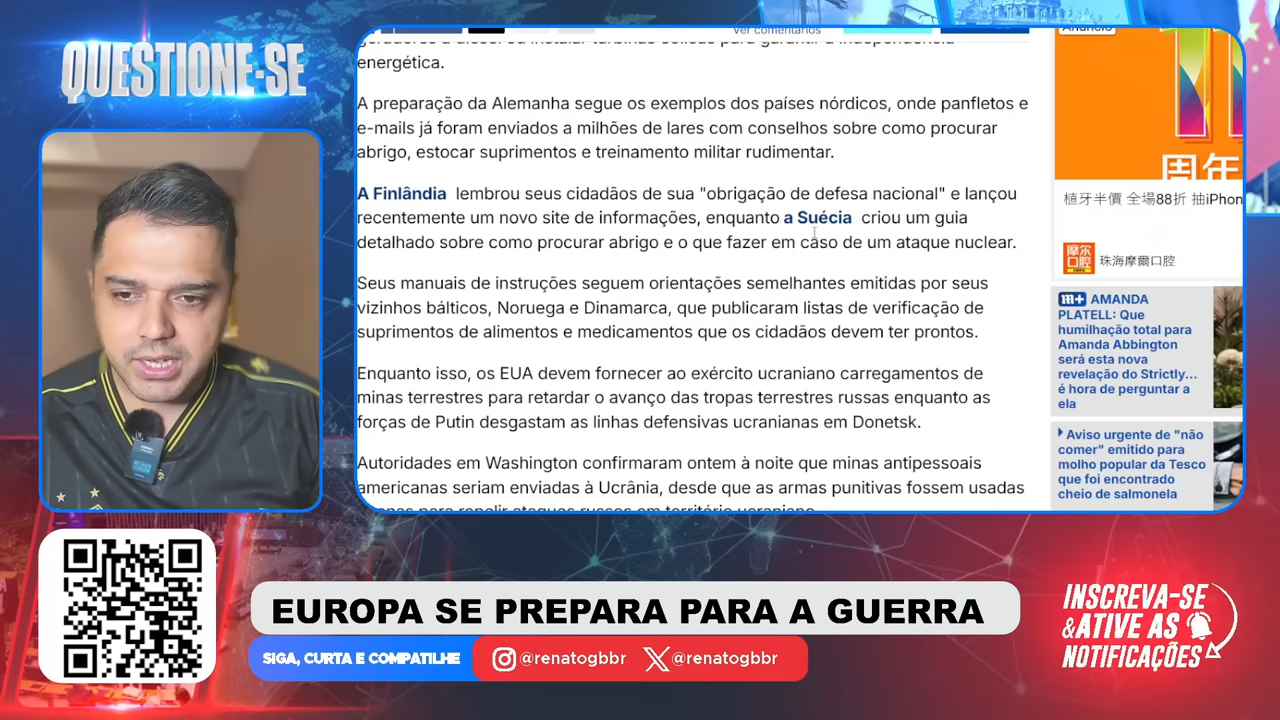 QUESTIONE-SE
Ver comentários
energética.
A preparação da Alemanha segue os exemplos dos países nórdicos, onde panfletos e
e-mails já foram enviados a milhões de lares com conselhos sobre como procurar
abrigo, estocar suprimentos e treinamento militar rudimentar.
A Finlândia lembrou seus cidadãos de sua "obrigação de defesa nacional" e lançou
recentemente um novo site de informações, enquanto a Suécia criou um guia
detalhado sobre como procurar abrigo e o que fazer em caso de um ataque nuclear.
Seus manuais de instruções seguem orientações semelhantes emitidas por seus
vizinhos bálticos, Noruega e Dinamarca, que publicaram listas de verificação de
suprimentos de alimentos e medicamentos que os cidadãos devem ter prontos.
Enquanto isso, os EUA devem fornecer ao exército ucraniano carregamentos de
minas terrestres para retardar o avanço das tropas terrestres russas enquanto as
forças de Putin desgastam as linhas defensivas ucranianas em Donetsk.
Autoridades em Washington confirmaram ontem à noite que minas antipessoais
americanas seriam enviadas à Ucrânia, desde que as armas punitivas fossem usadas
Anúncio
周年
植牙半價 全場88折 抽iPhon
摩尔
口腔
珠海摩爾口腔
m+ AMANDA
PLATELL: Que
humilhação total para
Amanda Abbington
será esta nova
revelação do Strictly...
é hora de perguntar a
ela
Aviso urgente de "não
comer" emitido para
molho popular da Tesco
que foi encontrado
cheio de salmonela
EUROPA SE PREPARA PARA A GUERRA
SIGA, CURTA E COMPATILHE
@renatogbbr
@renatogbbr
INSCREVA-SE
&ATIVE AS
NOTIFICAÇÕES